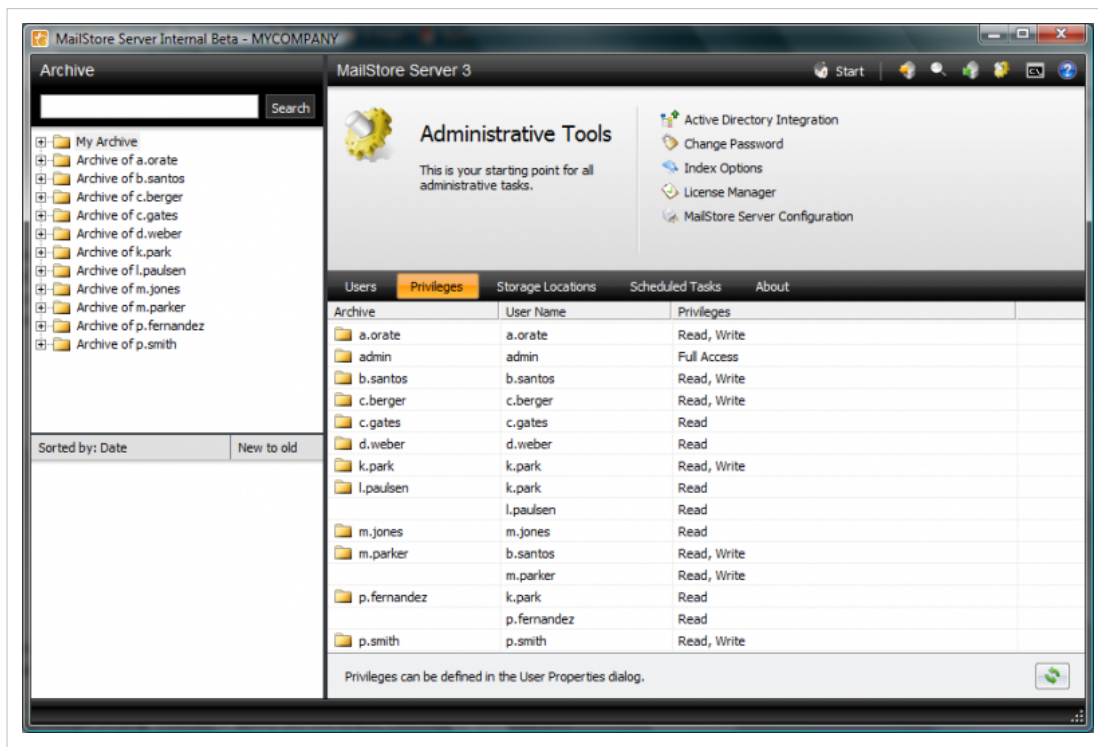 MailStore Server Internal Beta - MYCOMPANY
Archive
Search
My Archive
Archive of a.orate
Archive of b.santos
Archive of c.berger
Archive of c.gates
Archive of d.weber
Archive of k.park
Archive of l.paulsen
Archive of m.jones
Archive of m.parker
Archive of p.fernandez
Archive of p.smith
Sorted by: Date New to old
MailStore Server 3 Start
Administrative Tools
This is your starting point for all
administrative tasks.
Active Directory Integration
Change Password
Index Options
License Manager
MailStore Server Configuration
Users Privileges Storage Locations Scheduled Tasks About
Archive User Name Privileges
a.orate a.orate Read, Write
admin admin Full Access
b.santos b.santos Read, Write
c.berger c.berger Read, Write
c.gates c.gates Read
d.weber d.weber Read
k.park k.park Read, Write
l.paulsen k.park Read
l.paulsen Read
m.jones m.jones Read
m.parker b.santos Read, Write
m.parker Read, Write
p.fernandez k.park Read
p.fernandez Read
p.smith p.smith Read, Write
Privileges can be defined in the User Properties dialog.